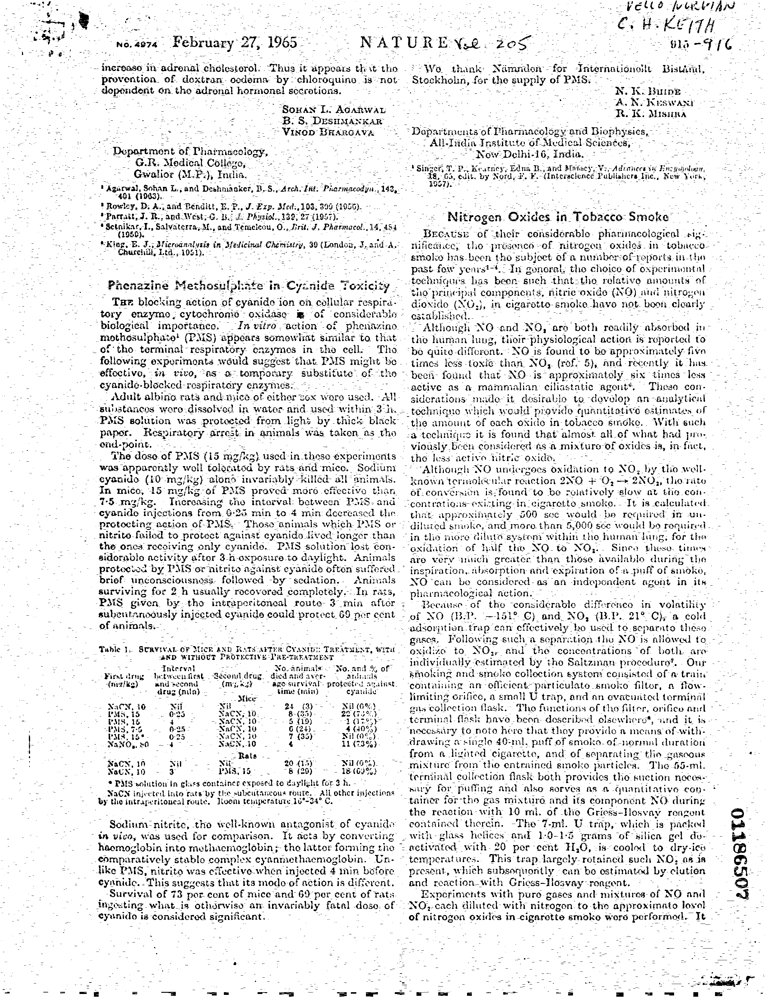 C. H. KEITH
No. 4974 February 27, 1965 NATURE Vol. 205 915-916
increase in adrenal cholesterol. Thus it appears that the
prevention of dextran oedema by chloroquine is not
dependent on the adrenal hormonal secretions.
SOHAN L. AGARWAL
B. S. DESHMANKAR
VINOD BHARGAVA
Department of Pharmacology,
G.R. Medical College,
Gwalior (M.P.), India.
¹ Agarwal, Sohan L., and Deshmanker, B. S., Arch. Int. Pharmacodyn., 143,
401 (1963).
² Rowley, D. A., and Benditt, E. P., J. Exp. Med., 103, 399 (1956).
³ Parratt, J. R., and West, G. B., J. Physiol., 139, 27 (1957).
⁴ Setnikar, I., Salvaterra, M., and Temelcou, O., Brit. J. Pharmacol., 14, 484
(1959).
⁵ King, E. J., Microanalysis in Medicinal Chemistry, 39 (London, J. and A.
Churchill, Ltd., 1951).
Phenazine Methosulphate in Cyanide Toxicity
THE blocking action of cyanide ion on cellular respira-
tory enzyme cytochrome oxidase is of considerable
biological importance. In vitro action of phenazine
methosulphate¹ (PMS) appears somewhat similar to that
of the terminal respiratory enzymes in the cell. The
following experiments would suggest that PMS might be
effective, in vivo, as a temporary substitute of the
cyanide-blocked respiratory enzymes.
Adult albino rats and mice of either sex were used. All
substances were dissolved in water and used within 3 h.
PMS solution was protected from light by thick black
paper. Respiratory arrest in animals was taken as the
end-point.
The dose of PMS (15 mg/kg) used in these experiments
was apparently well tolerated by rats and mice. Sodium
cyanide (10 mg/kg) alone invariably killed all animals.
In mice, 15 mg/kg of PMS proved more effective than
7·5 mg/kg. Increasing the interval between PMS and
cyanide injections from 0·25 min to 4 min decreased the
protecting action of PMS. Those animals which PMS or
nitrite failed to protect against cyanide lived longer than
the ones receiving only cyanide. PMS solution lost con-
siderable activity after 3 h exposure to daylight. Animals
protected by PMS or nitrite against cyanide often suffered
brief unconsciousness followed by sedation. Animals
surviving for 2 h usually recovered completely. In rats,
PMS given by the intraperitoneal route 3 min after
subcutaneously injected cyanide could protect 69 per cent
of animals.
Table 1. SURVIVAL OF MICE AND RATS AFTER CYANIDE TREATMENT, WITH
AND WITHOUT PROTECTIVE PRE-TREATMENT
Interval No. animals No. and % of
First drug between first Second drug died and aver- animals
(mg/kg) and second (mg/kg) age survival protected against
drug (min) time (min) cyanide
Mice
NaCN, 10 Nil Nil 24 (3) Nil (0%)
PMS, 15 0·25 NaCN, 10 8 (35) 22 (73%)
PMS, 15 4 NaCN, 10 5 (19) 1 (17%)
PMS, 7·5 0·25 NaCN, 10 6 (24) 4 (40%)
PMS, 15* 0·25 NaCN, 10 7 (35) Nil (0%)
NaNO₂, 80 4 NaCN, 10 4 11 (73%)
Rats
NaCN, 10 Nil Nil 20 (15) Nil (0%)
NaCN, 10 3 PMS, 15 8 (29) 18 (69%)
* PMS solution in glass container exposed to daylight for 3 h.
NaCN injected into rats by the subcutaneous route. All other injections
by the intraperitoneal route. Room temperature 16°-34° C.
Sodium nitrite, the well-known antagonist of cyanide
in vivo, was used for comparison. It acts by converting
haemoglobin into methaemoglobin; the latter forming the
comparatively stable complex cyanmethaemoglobin. Un-
like PMS, nitrite was effective when injected 4 min before
cyanide. This suggests that its mode of action is different.
Survival of 73 per cent of mice and 69 per cent of rats
ingesting what is otherwise an invariably fatal dose of
cyanide is considered significant.
We thank Nämnden for Internationellt Bistånd,
Stockholm, for the supply of PMS.
N. K. BHIDE
A. N. KESWANI
R. K. MISHRA
Departments of Pharmacology and Biophysics,
All-India Institute of Medical Sciences,
New Delhi-16, India.
¹ Singer, T. P., Kearney, Edna B., and Massey, V., Advances in Enzymology,
18, 65, edit. by Nord, F. F. (Interscience Publishers Inc., New York,
1957).
Nitrogen Oxides in Tobacco Smoke
BECAUSE of their considerable pharmacological sig-
nificance, the presence of nitrogen oxides in tobacco
smoke has been the subject of a number of reports in the
past few years¹⁻⁴. In general, the choice of experimental
techniques has been such that the relative amounts of
the principal components, nitric oxide (NO) and nitrogen
dioxide (NO₂), in cigarette smoke have not been clearly
established.
Although NO and NO₂ are both readily absorbed in
the human lung, their physiological action is reported to
be quite different. NO is found to be approximately five
times less toxic than NO₂ (ref. 5), and recently it has
been found that NO is approximately six times less
active as a mammalian ciliastatic agent⁶. These con-
siderations made it desirable to develop an analytical
technique which would provide quantitative estimates of
the amount of each oxide in tobacco smoke. With such
a technique it is found that almost all of what had pre-
viously been considered as a mixture of oxides is, in fact,
the less active nitric oxide.
Although NO undergoes oxidation to NO₂ by the well-
known termolecular reaction 2NO + O₂ → 2NO₂, the rate
of conversion is found to be relatively slow at the con-
centrations existing in cigarette smoke. It is calculated
that approximately 500 sec would be required in un-
diluted smoke, and more than 5,000 sec would be required
in the more dilute system within the human lung, for the
oxidation of half the NO to NO₂. Since these times
are very much greater than those available during the
inspiration, absorption and expiration of a puff of smoke,
NO can be considered as an independent agent in its
pharmacological action.
Because of the considerable difference in volatility
of NO (B.P. −151° C) and NO₂ (B.P. 21° C), a cold
adsorption trap can effectively be used to separate these
gases. Following such a separation the NO is allowed to
oxidize to NO₂, and the concentrations of both are
individually estimated by the Saltzman procedure⁷. Our
smoking and smoke collection system consisted of a train
containing an efficient particulate smoke filter, a flow-
limiting orifice, a small U trap, and an evacuated terminal
gas collection flask. The functions of the filter, orifice and
terminal flask have been described elsewhere⁸, and it is
necessary to note here that they provide a means of with-
drawing a single 40-ml. puff of smoke of normal duration
from a lighted cigarette, and of separating the gaseous
mixture from the entrained smoke particles. The 55-ml.
terminal collection flask both provides the suction neces-
sary for puffing and also serves as a quantitative con-
tainer for the gas mixture and its component NO during
the reaction with 10 ml. of the Griess-Ilosvay reagent
contained therein. The 7-ml. U trap, which is packed
with glass helices and 1·0-1·5 grams of silica gel de-
activated with 20 per cent H₂O, is cooled to dry-ice
temperatures. This trap largely retained such NO₂ as is
present, which subsequently can be estimated by elution
and reaction with Griess-Ilosvay reagent.
Experiments with pure gases and mixtures of NO and
NO₂ each diluted with nitrogen to the approximate level
of nitrogen oxides in cigarette smoke were performed. It
01186507